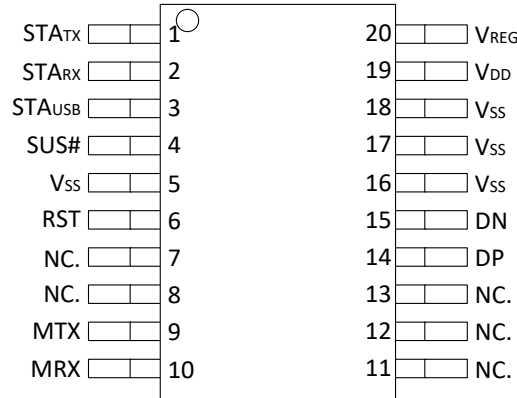 STATX 1 20 VREG
STARX 2 19 VDD
STAUSB 3 18 VSS
SUS# 4 17 VSS
VSS 5 16 VSS
RST 6 15 DN
NC. 7 14 DP
NC. 8 13 NC.
MTX 9 12 NC.
MRX 10 11 NC.